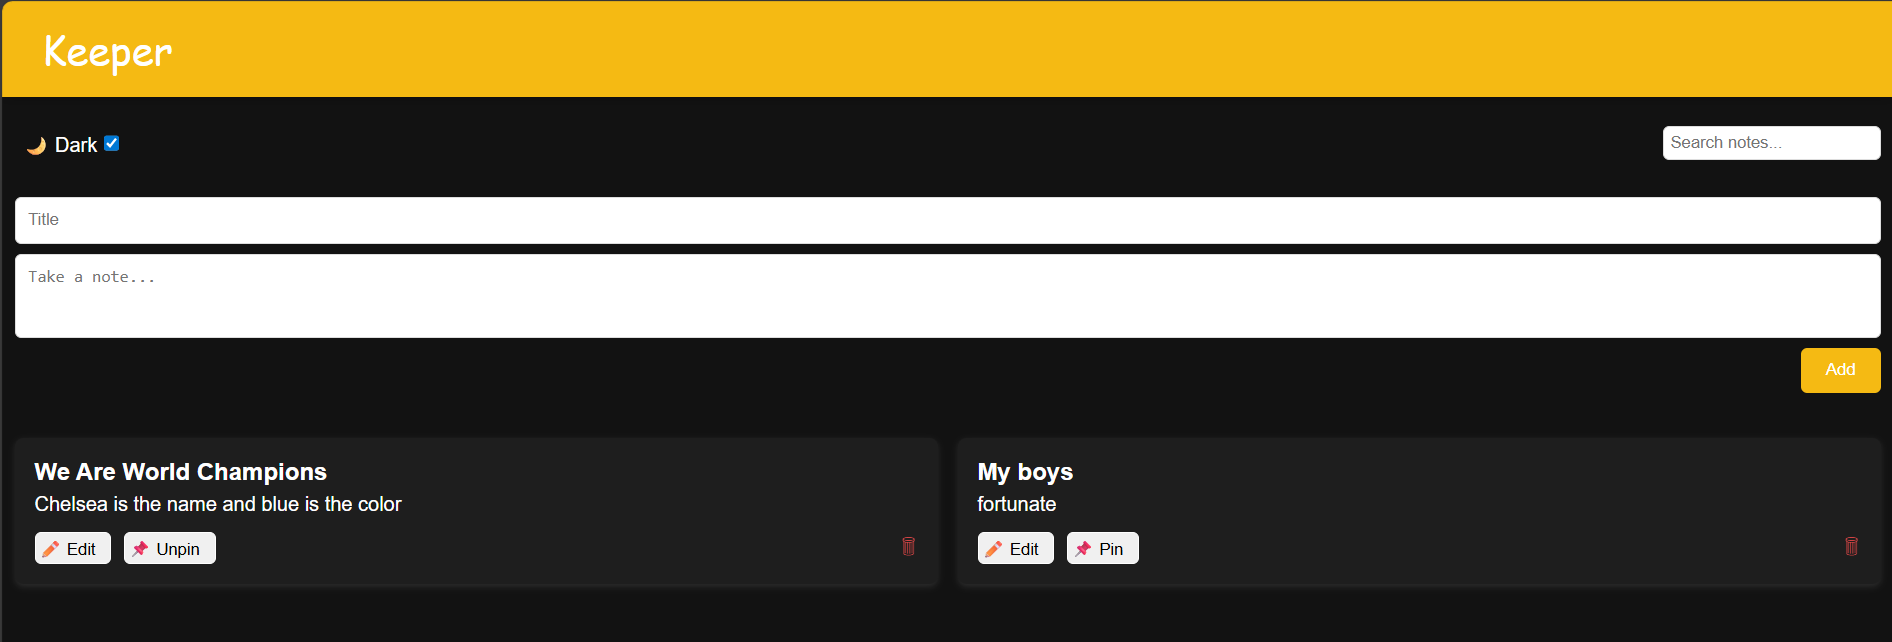 Keeper
🌙 Dark
Search notes...
Title
Take a note...
Add
We Are World Champions
Chelsea is the name and blue is the color
Edit
Unpin
My boys
fortunate
Edit
Pin